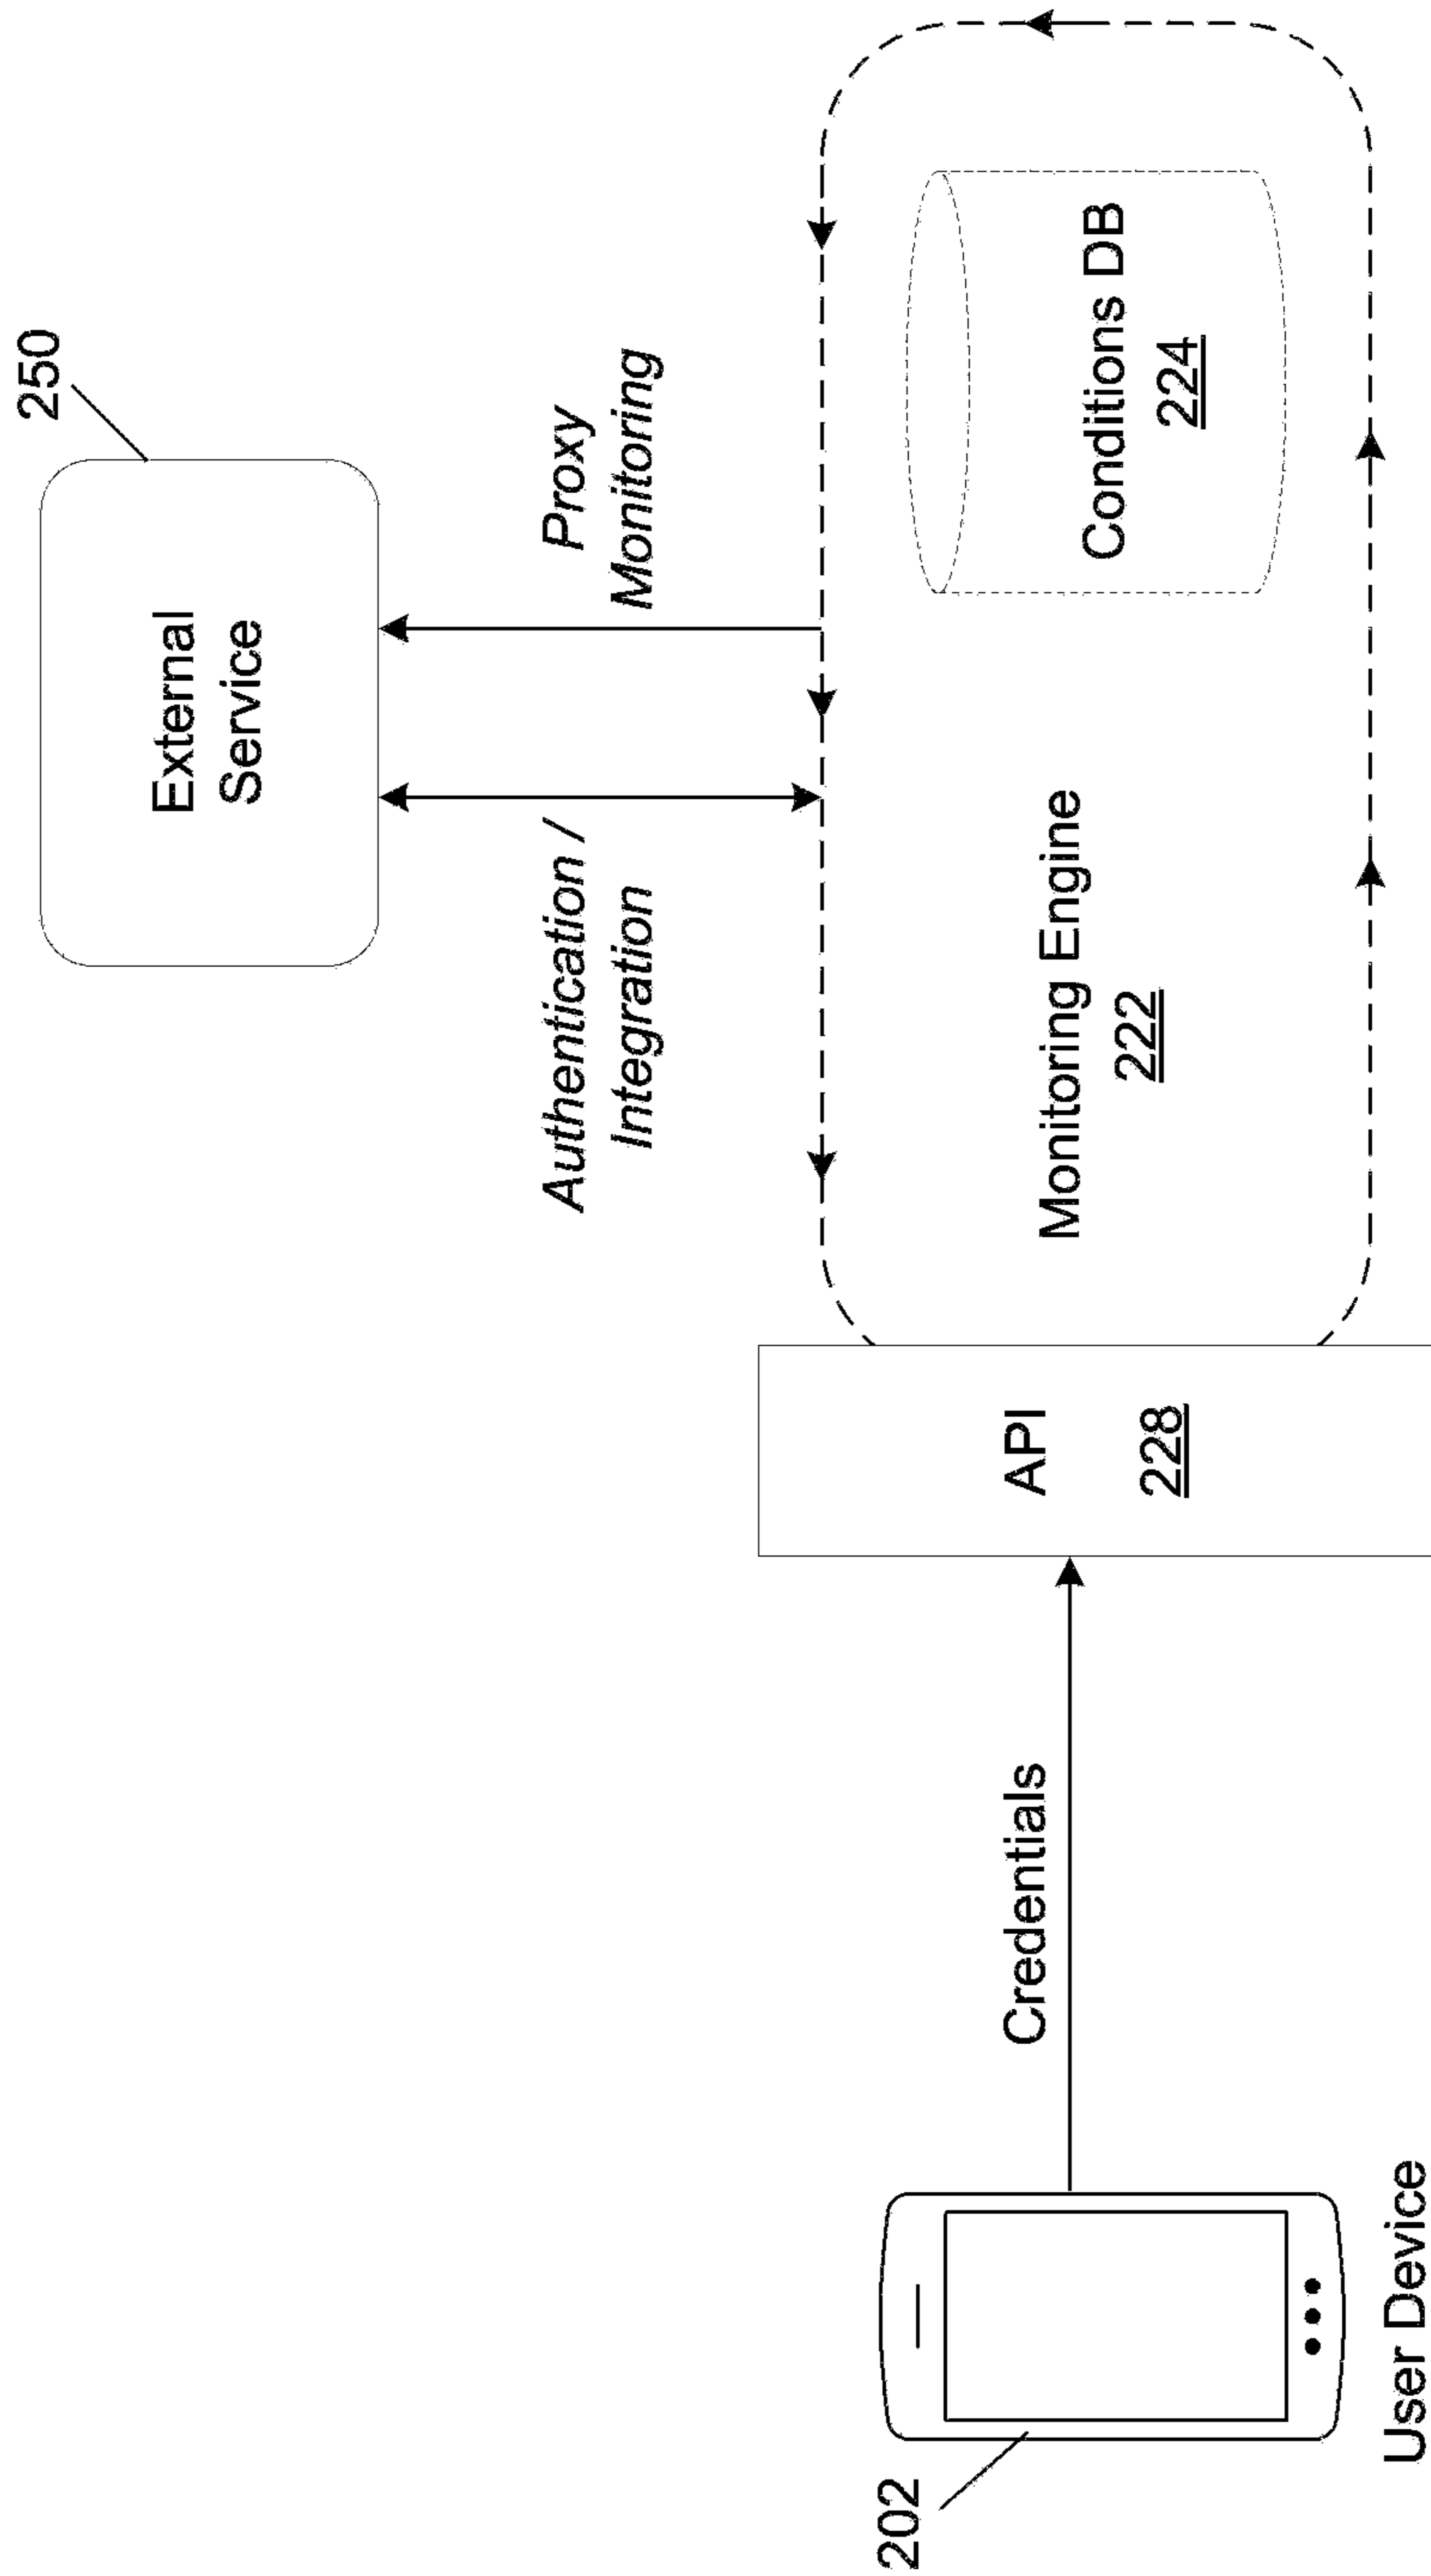 250
External
Service
Authentication /
Integration
Proxy
Monitoring
202
Credentials
API
228
Monitoring Engine
222
Conditions DB
224
User Device